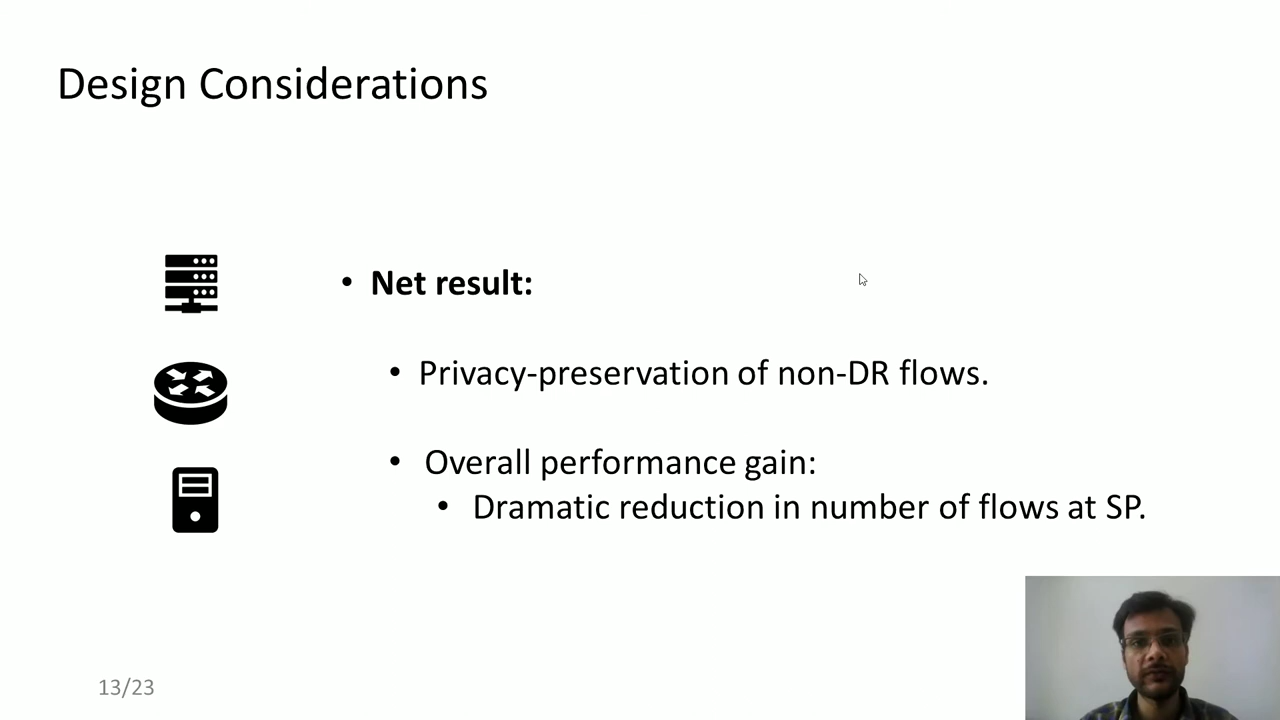 Design Considerations
• Net result:
• Privacy-preservation of non-DR flows.
• Overall performance gain:
• Dramatic reduction in number of flows at SP.
13/23